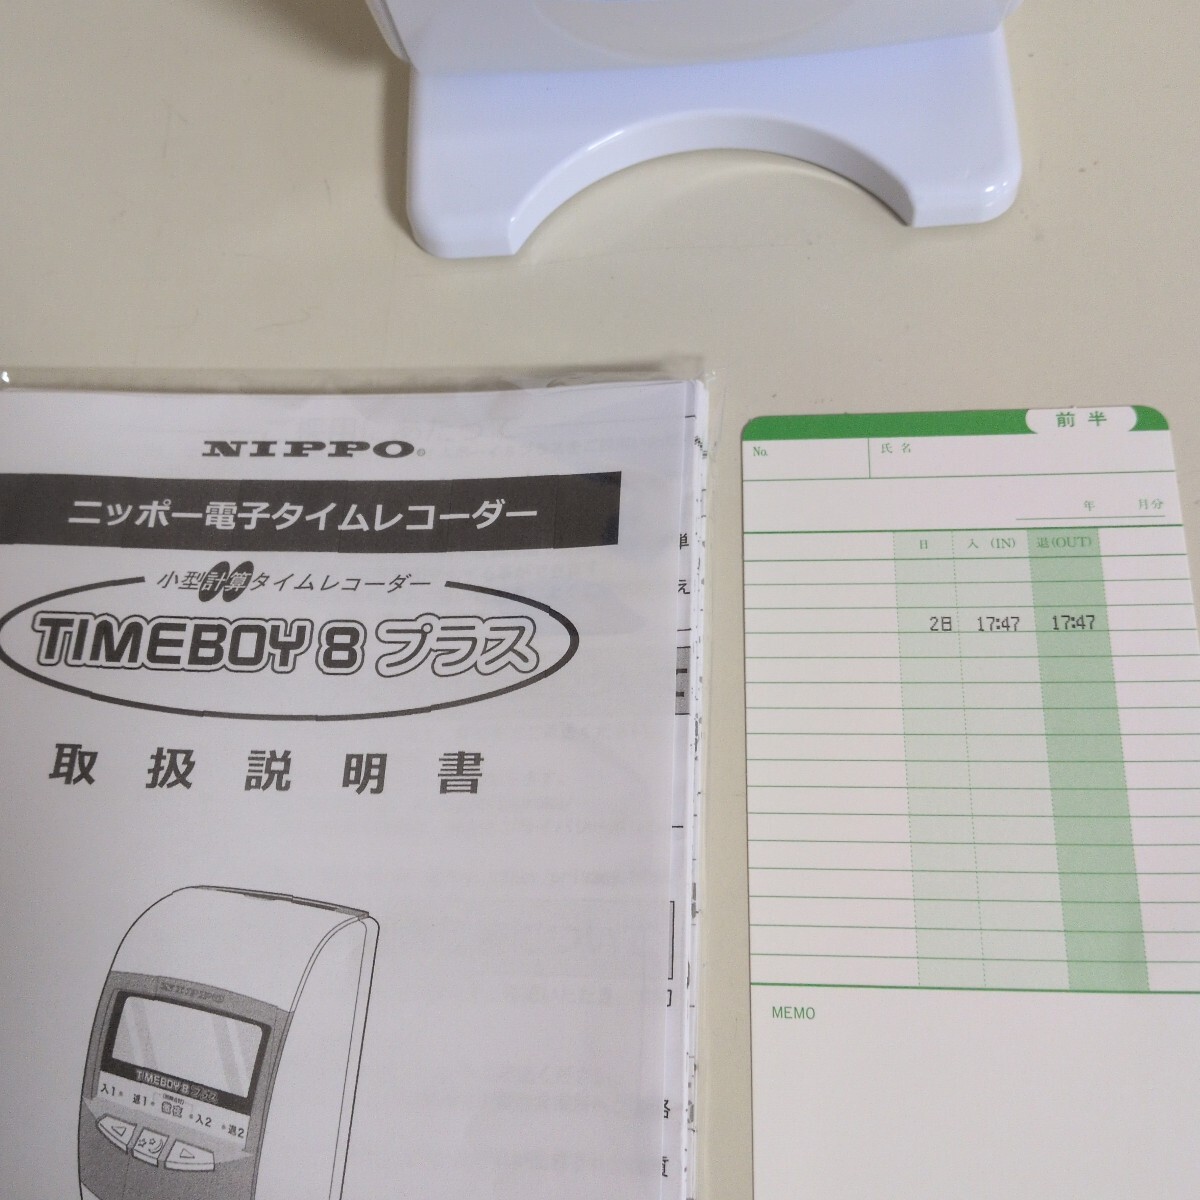 NIPPO
ニッポー電子タイムレコーダー
小型計算タイムレコーダー
TIMEBOY 8 プラス
取扱説明書
NIPPO
TIMEBOY 8 プラス
入1 退1 入2 退2
単
え
前半
No. 氏名
年 月分
日 入 (IN) 退(OUT)
2日 17:47 17:47
MEMO